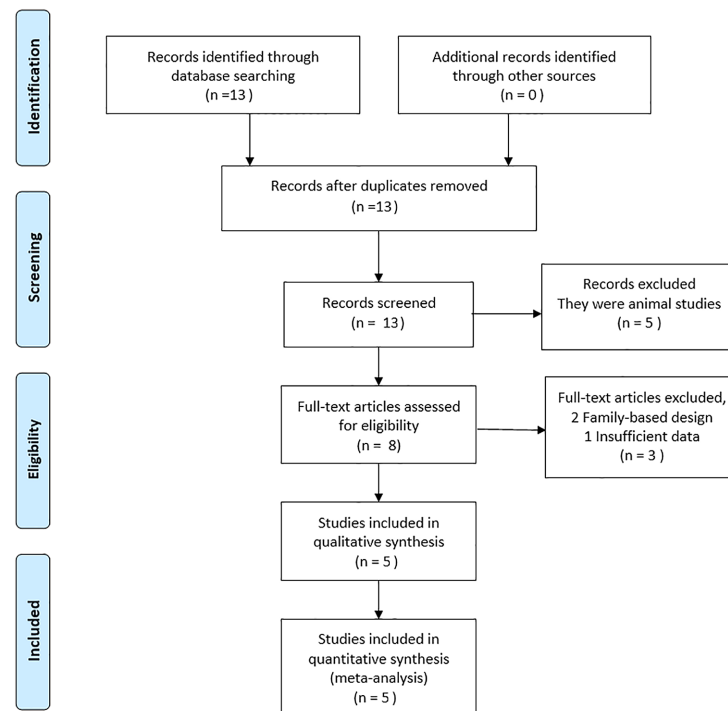 Identification
Records identified through
database searching
(n =13 )
Additional records identified
through other sources
(n = 0 )
Records after duplicates removed
(n =13 )
Screening
Records screened
(n = 13 )
Records excluded
They were animal studies
(n = 5 )
Eligibility
Full-text articles assessed
for eligibility
(n = 8)
Full-text articles excluded,
2 Family-based design
1 Insufficient data
(n = 3 )
Studies included in
qualitative synthesis
(n = 5 )
Included
Studies included in
quantitative synthesis
(meta-analysis)
(n = 5 )